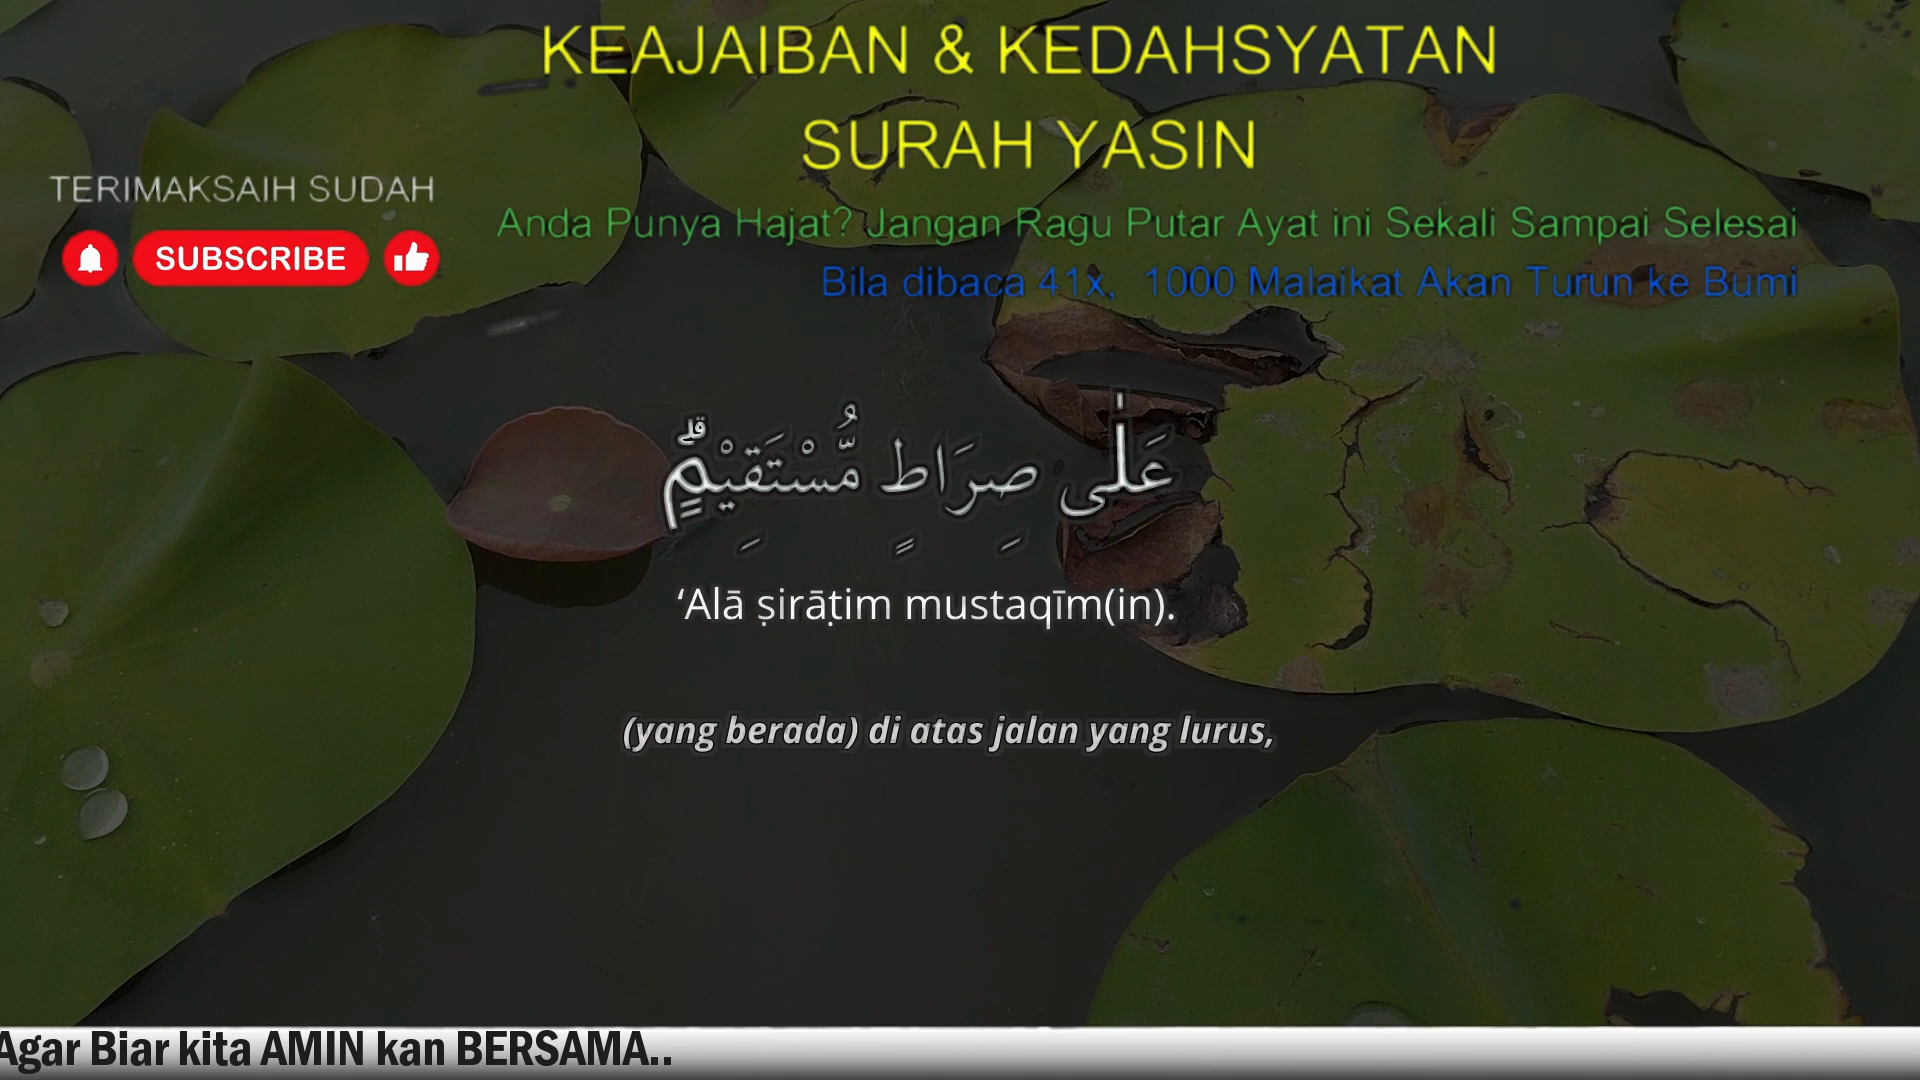 KEAJAIBAN & KEDAHSYATAN
SURAH YASIN
TERIMAKSAIH SUDAH
SUBSCRIBE
Anda Punya Hajat? Jangan Ragu Putar Ayat ini Sekali Sampai Selesai
Bila dibaca 41x, 1000 Malaikat Akan Turun ke Bumi
عَلٰى صِرَاطٍ مُّسْتَقِيْمٍۗ
‘Alā ṣirāṭim mustaqīm(in).
(yang berada) di atas jalan yang lurus,
Agar Biar kita AMIN kan BERSAMA..